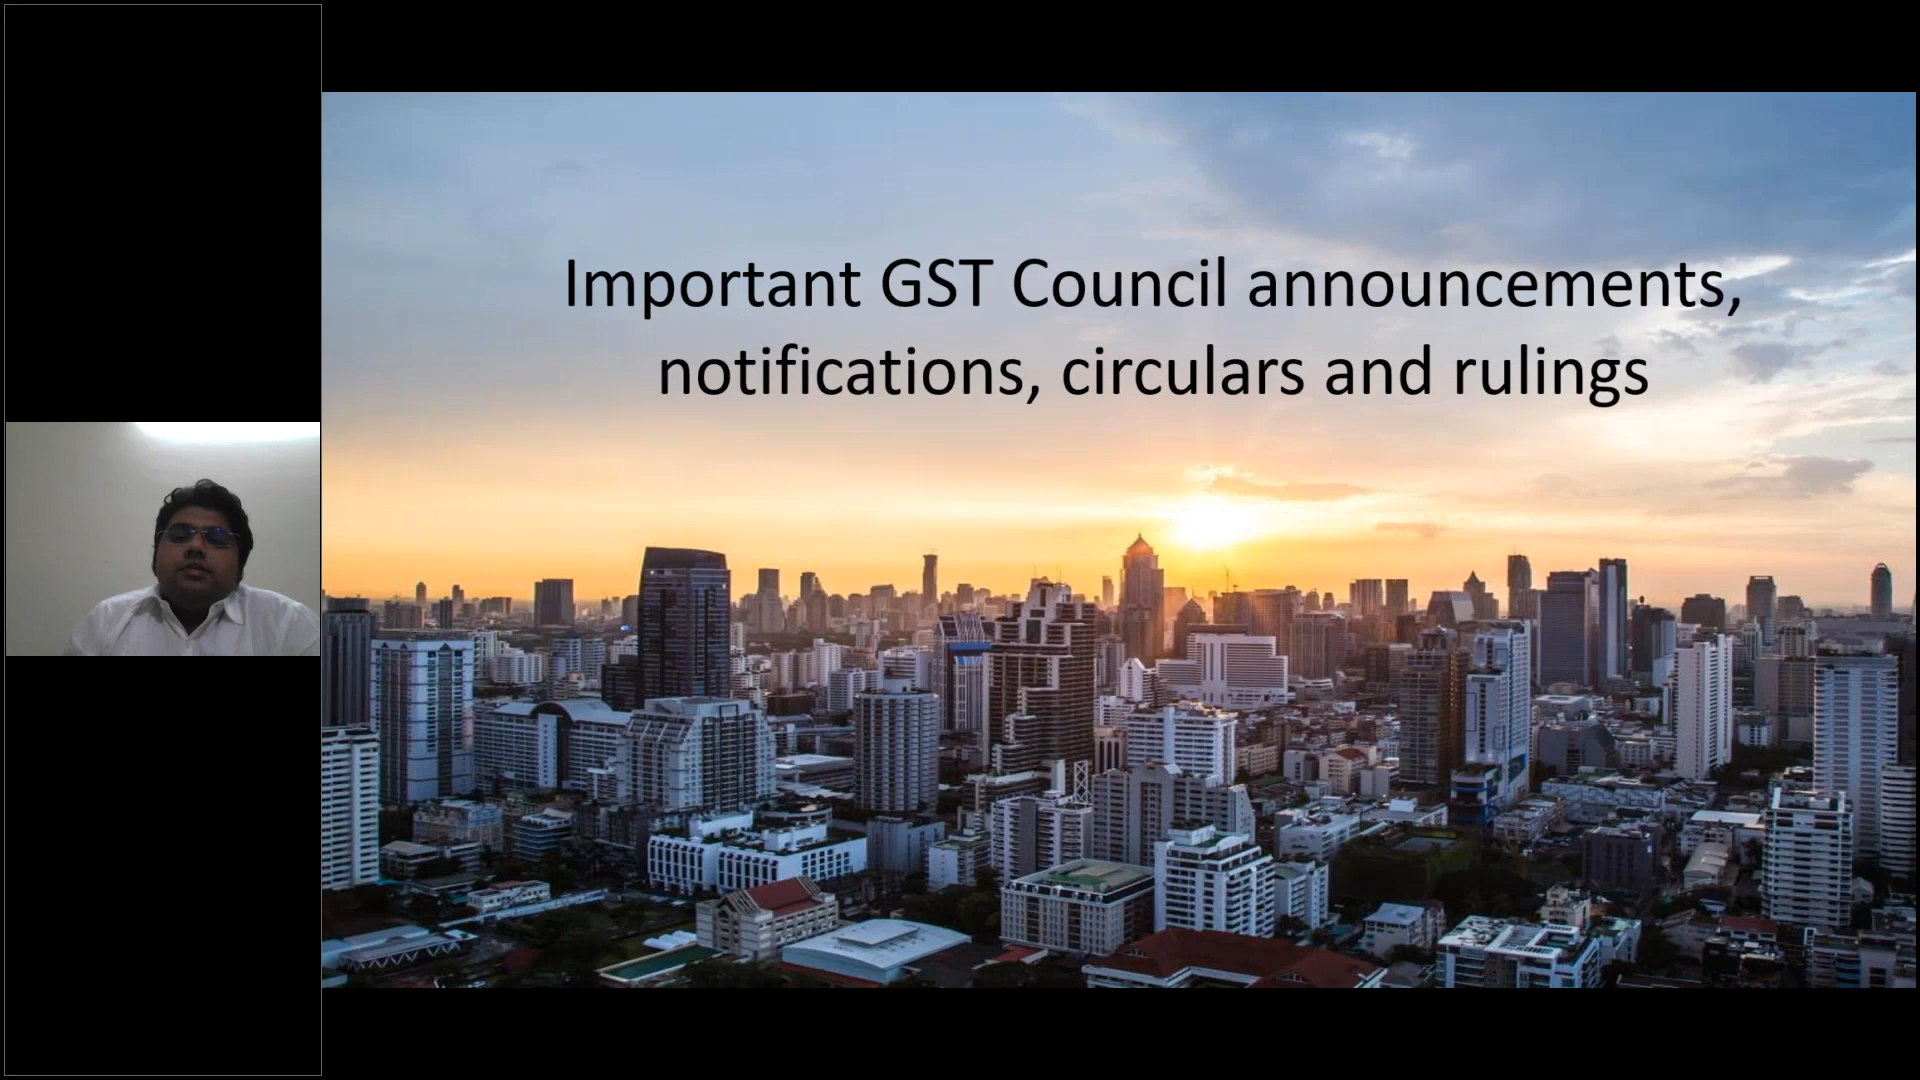 Important GST Council announcements,
notifications, circulars and rulings